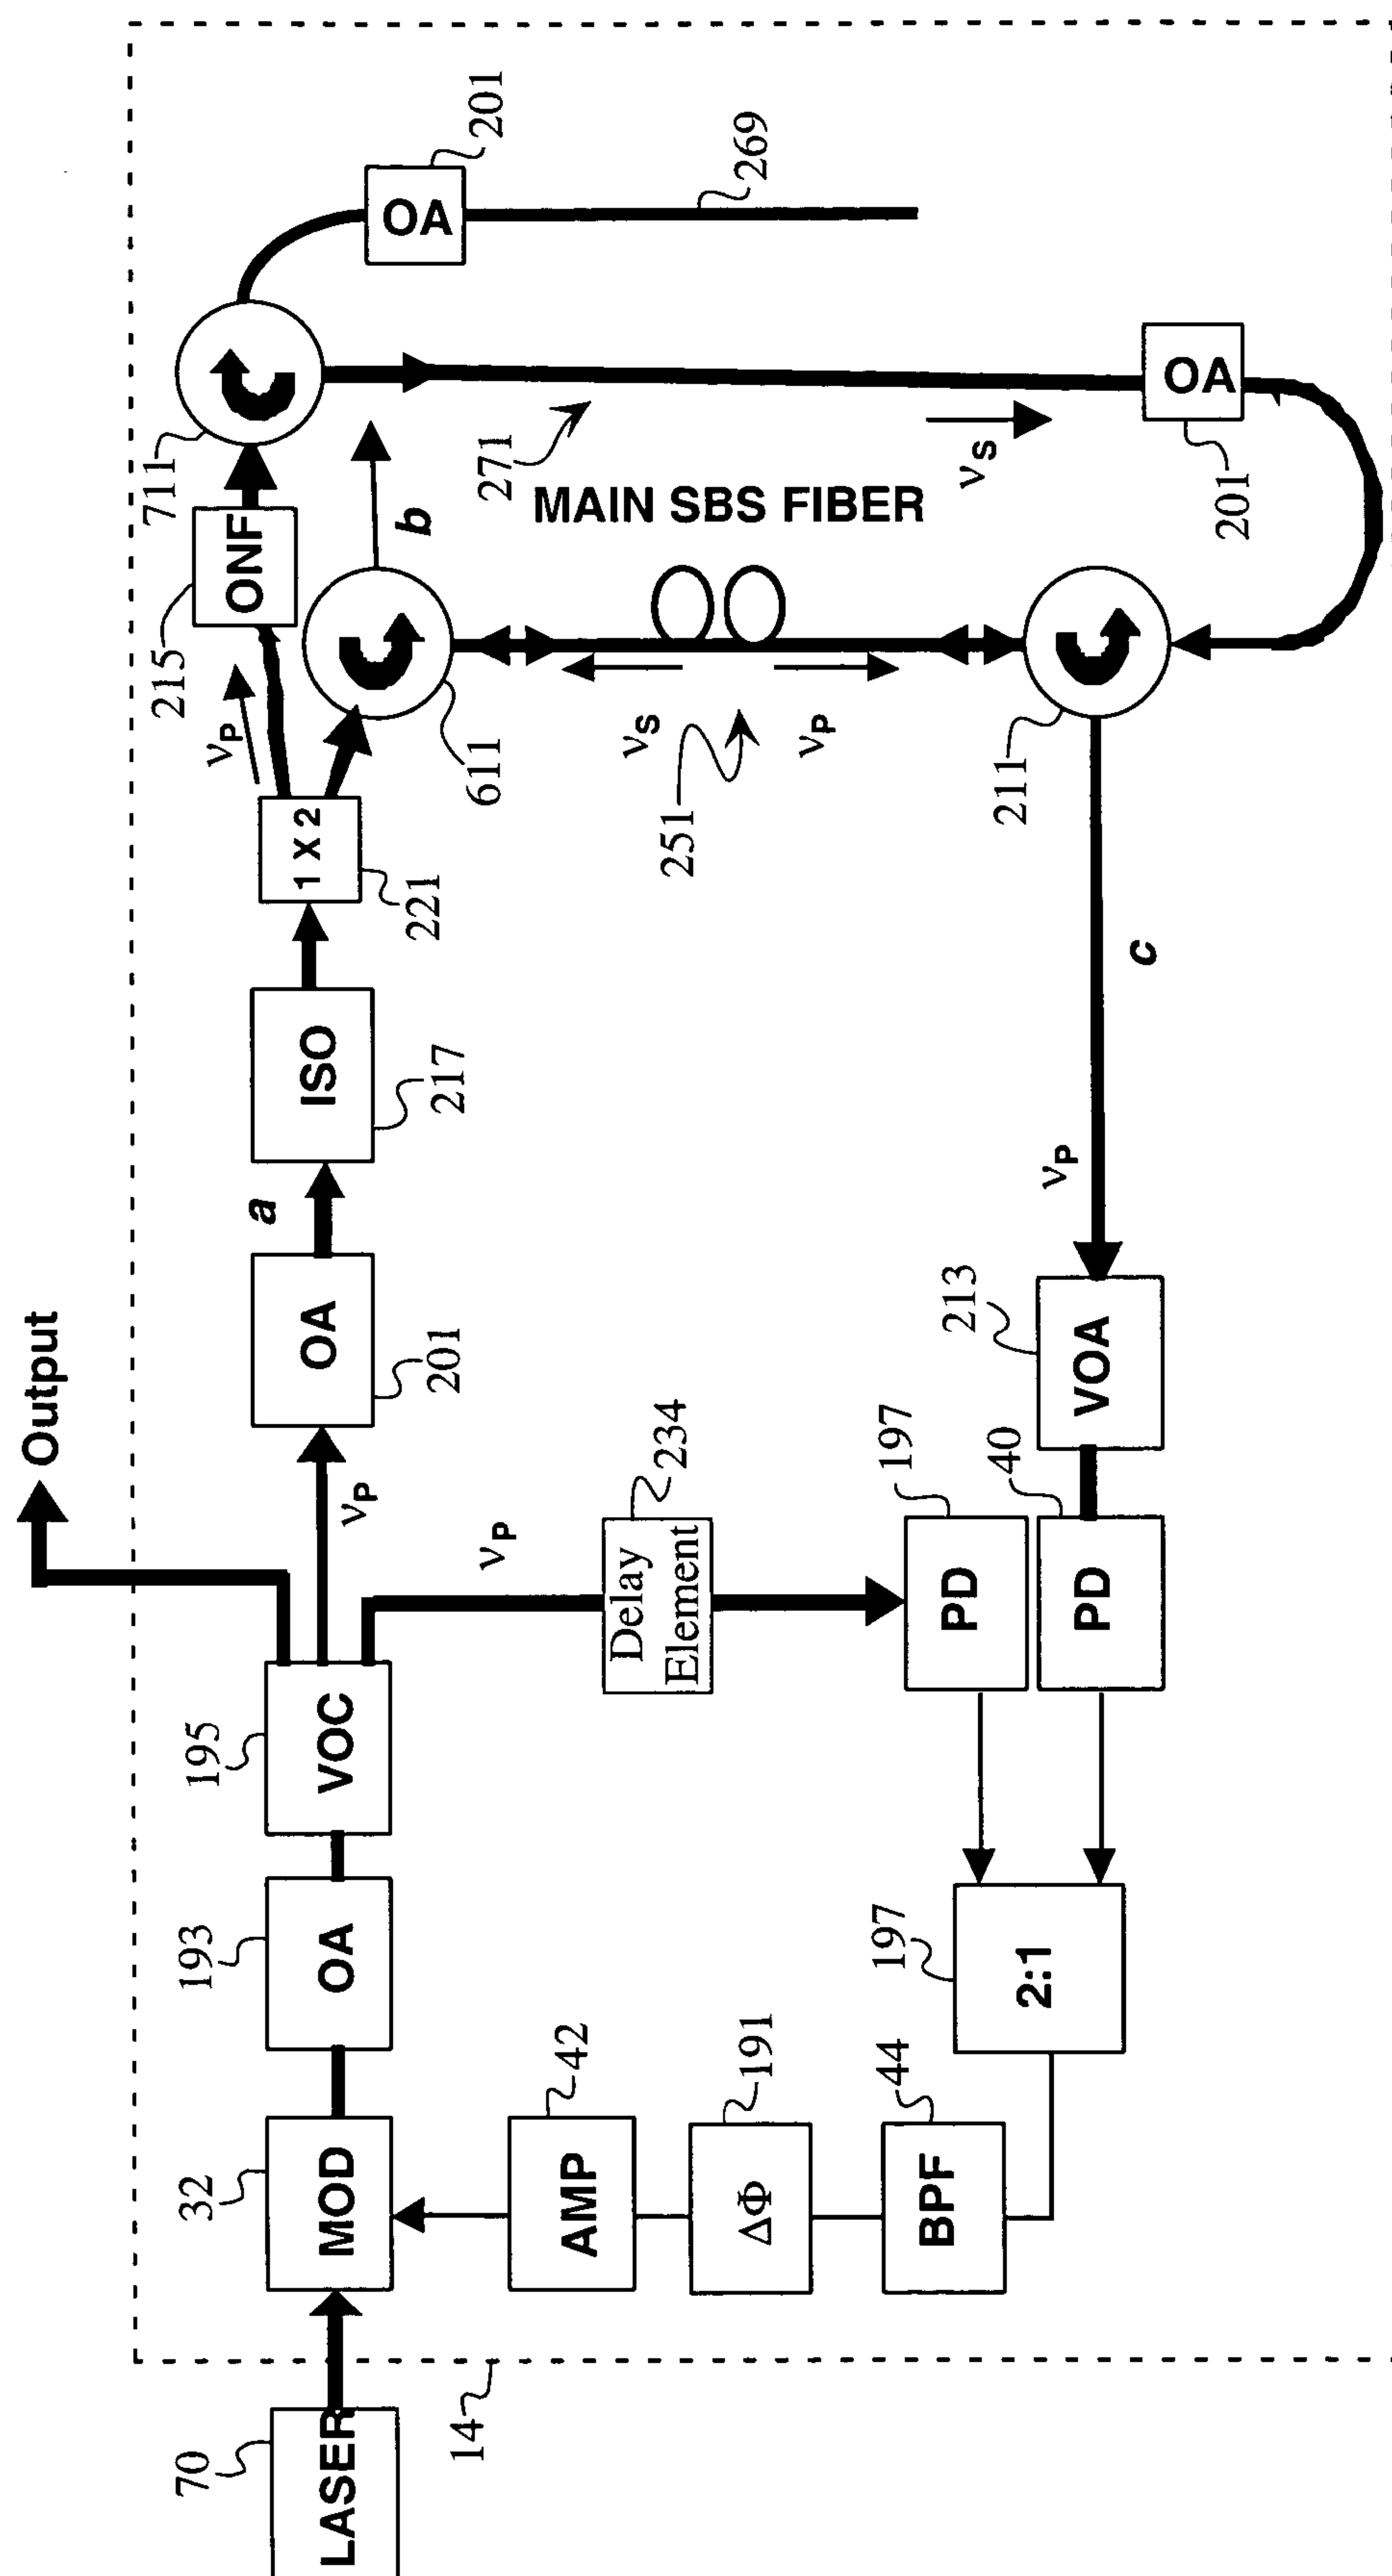 Output
70
LASER
14
32
MOD
193
OA
195
VOC
νP
OA
201
a
ISO
217
1 X 2
221
νP
215
ONF
711
OA
201
269
611
b
271
MAIN SBS FIBER
νS
251
νP
νS
OA
201
211
c
νP
213
VOA
40
PD
νP
Delay
Element
234
PD
197
2:1
197
BPF
44
ΔΦ
191
AMP
42